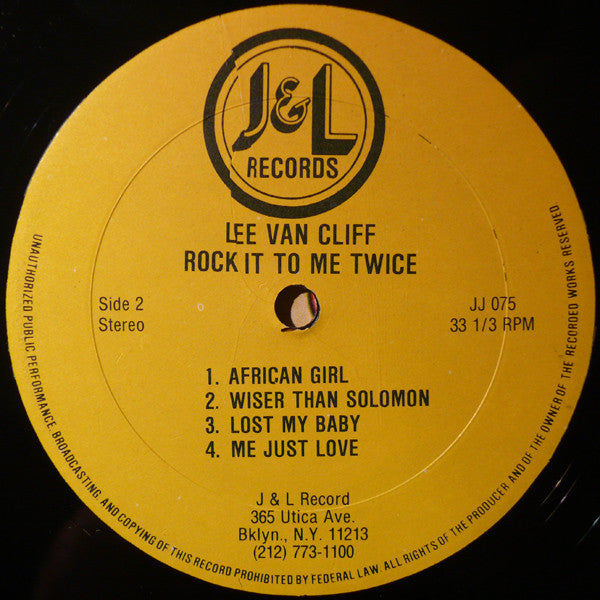 J&L
RECORDS
LEE VAN CLIFF
ROCK IT TO ME TWICE
Side 2
Stereo
JJ 075
33 1/3 RPM
1. AFRICAN GIRL
2. WISER THAN SOLOMON
3. LOST MY BABY
4. ME JUST LOVE
J & L Record
365 Utica Ave.
Bklyn., N.Y. 11213
(212) 773-1100
UNAUTHORIZED PUBLIC PERFORMANCE, BROADCASTING AND COPYING OF THIS RECORD PROHIBITED BY FEDERAL LAW. ALL RIGHTS OF THE PRODUCER AND OF THE OWNER OF THE RECORDED WORKS RESERVED